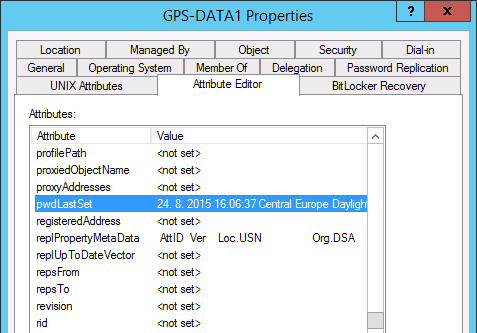 GPS-DATA1 Properties
? X
Location Managed By Object Security Dial-in
General Operating System Member Of Delegation Password Replication
UNIX Attributes Attribute Editor BitLocker Recovery
Attributes:
Attribute Value
profilePath <not set>
proxiedObjectName <not set>
proxyAddresses <not set>
pwdLastSet 24. 8. 2015 16:06:37 Central Europe Daylight
registeredAddress <not set>
replPropertyMetaData AttID Ver Loc.USN Org.DSA
replUpToDateVector <not set>
repsFrom <not set>
repsTo <not set>
revision <not set>
rid <not set>